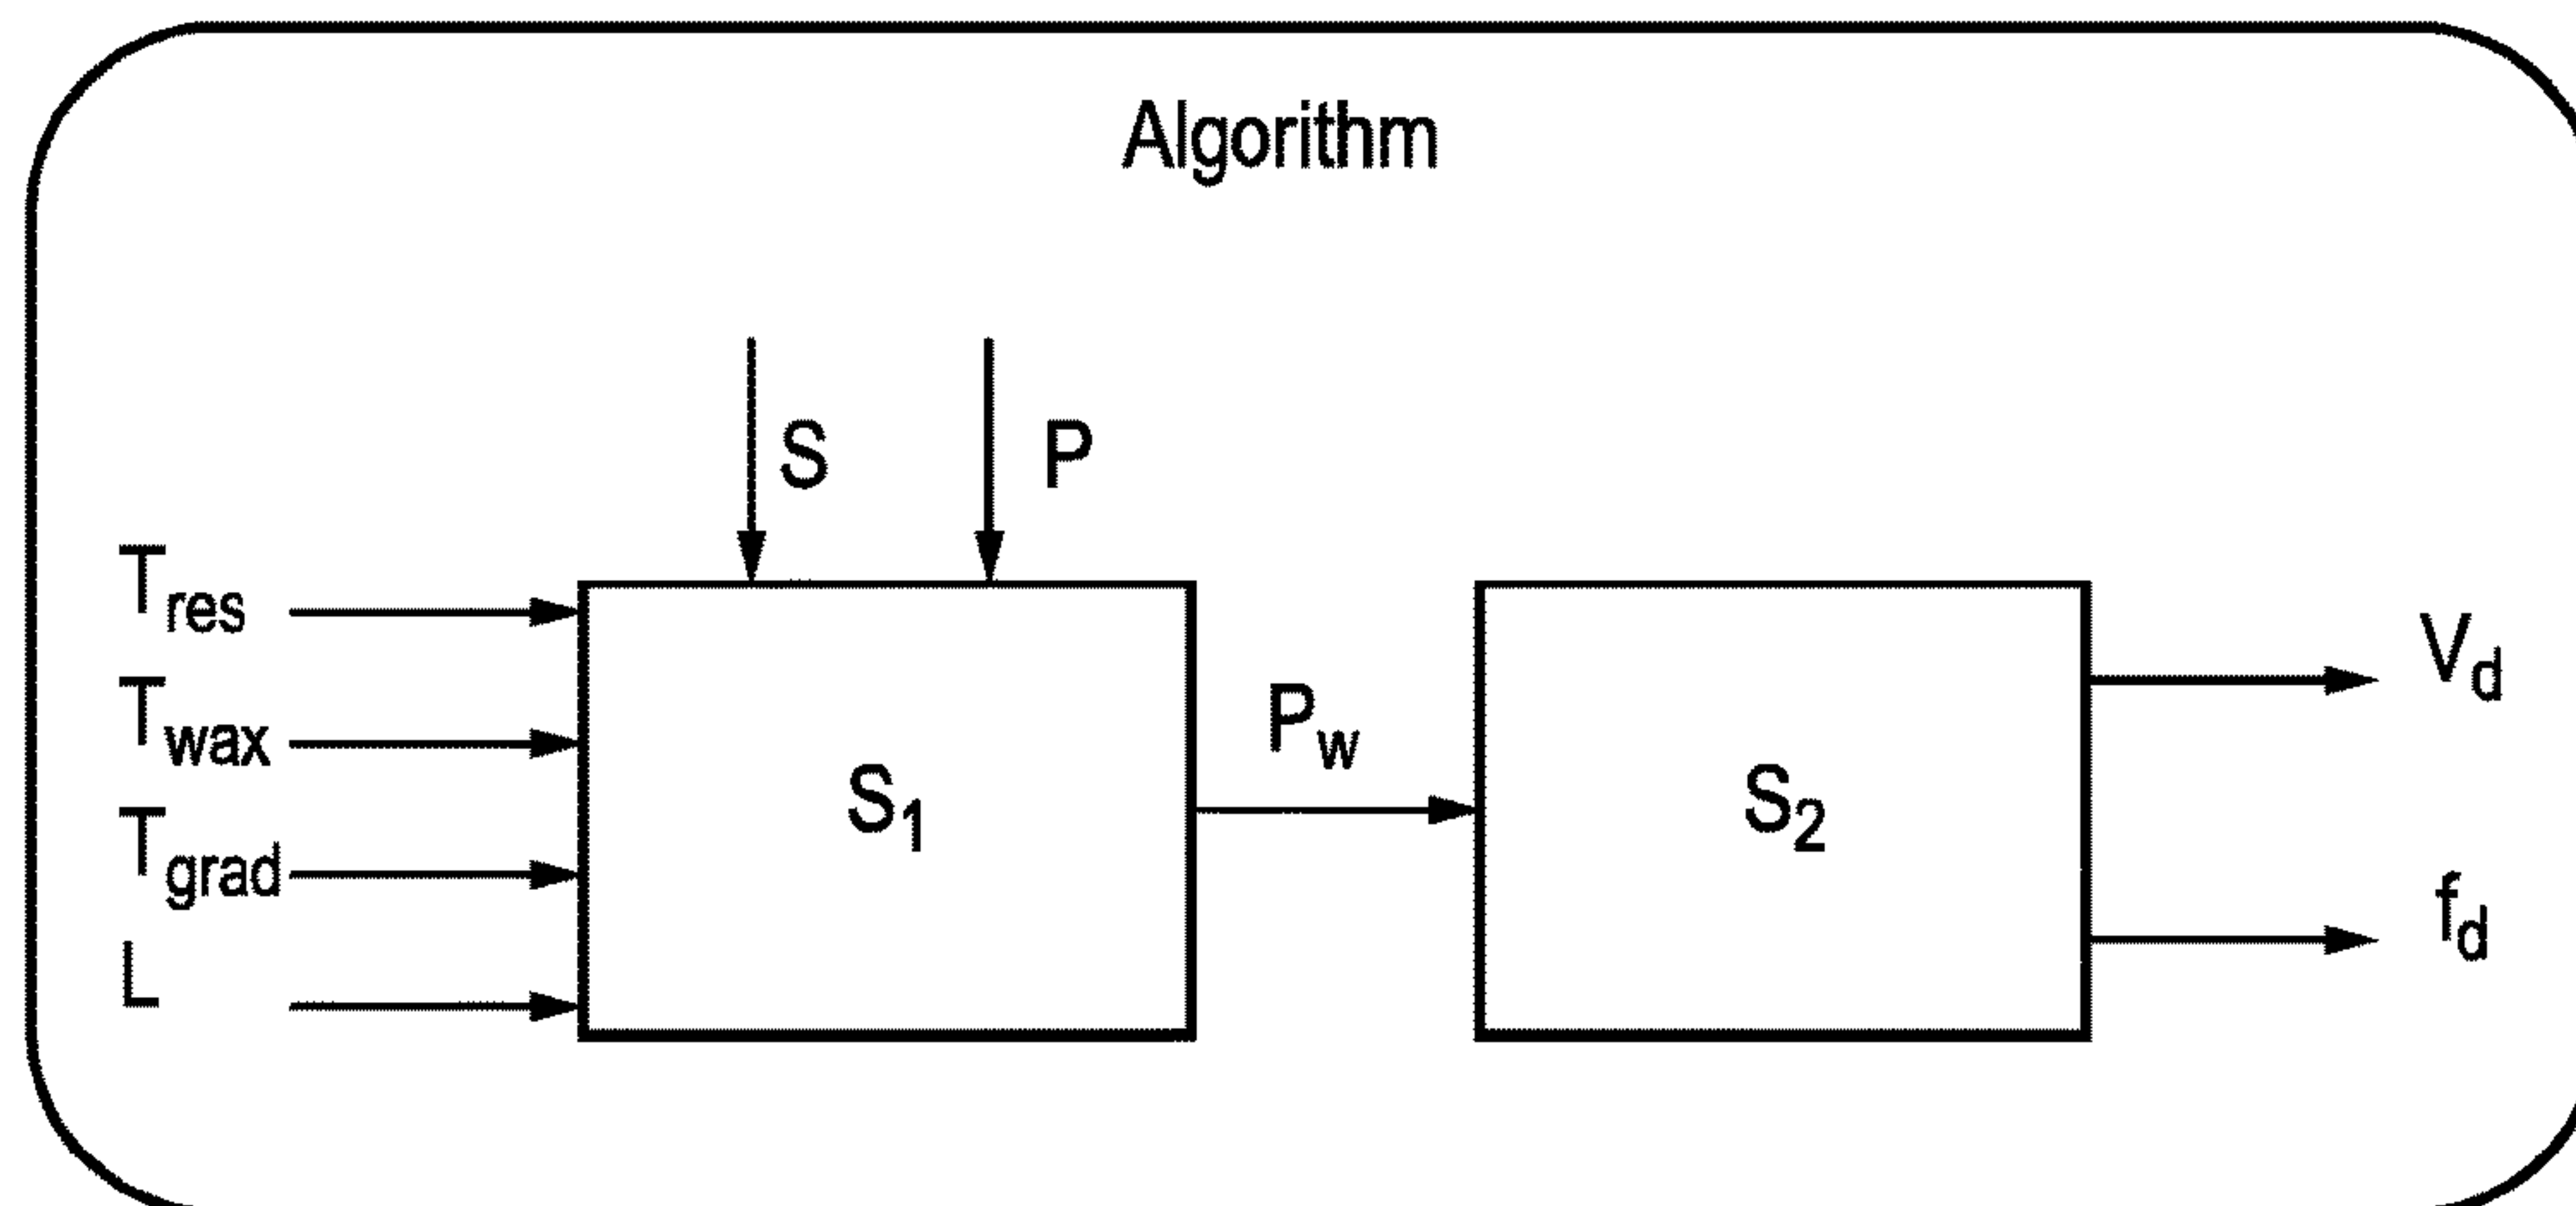 Algorithm
S
P
T_res
T_wax
T_grad
L
S_1
P_w
S_2
V_d
f_d